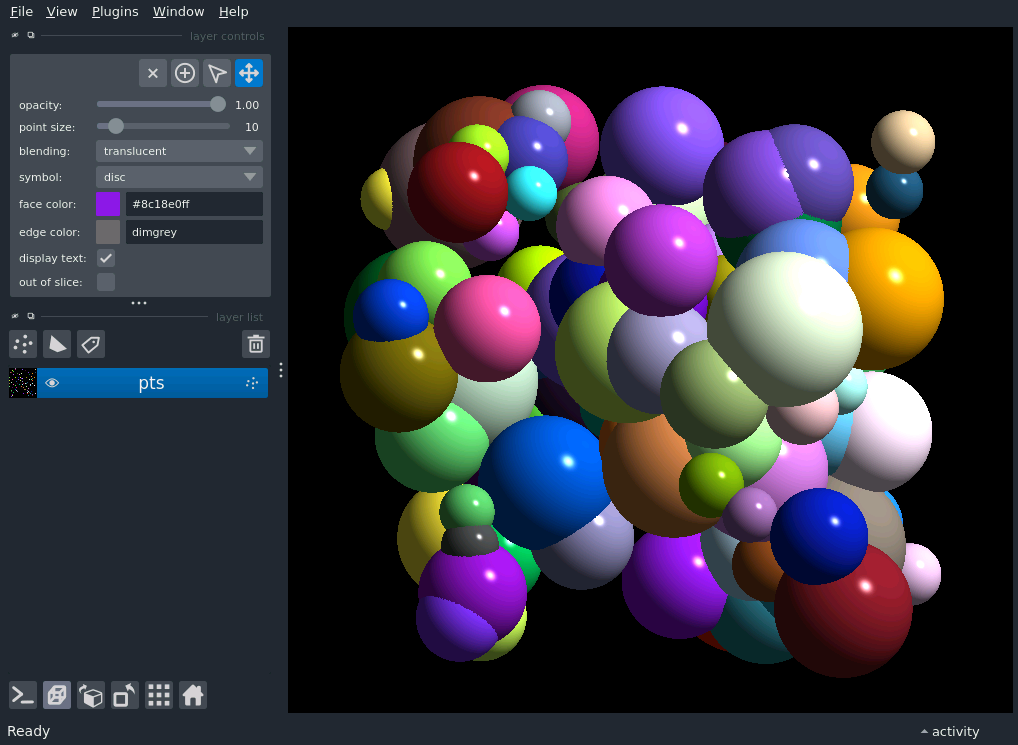 File View Plugins Window Help
layer controls
opacity: 1.00
point size: 10
blending: translucent
symbol: disc
face color: #8c18e0ff
edge color: dimgrey
display text:
out of slice:
layer list
pts
Ready activity